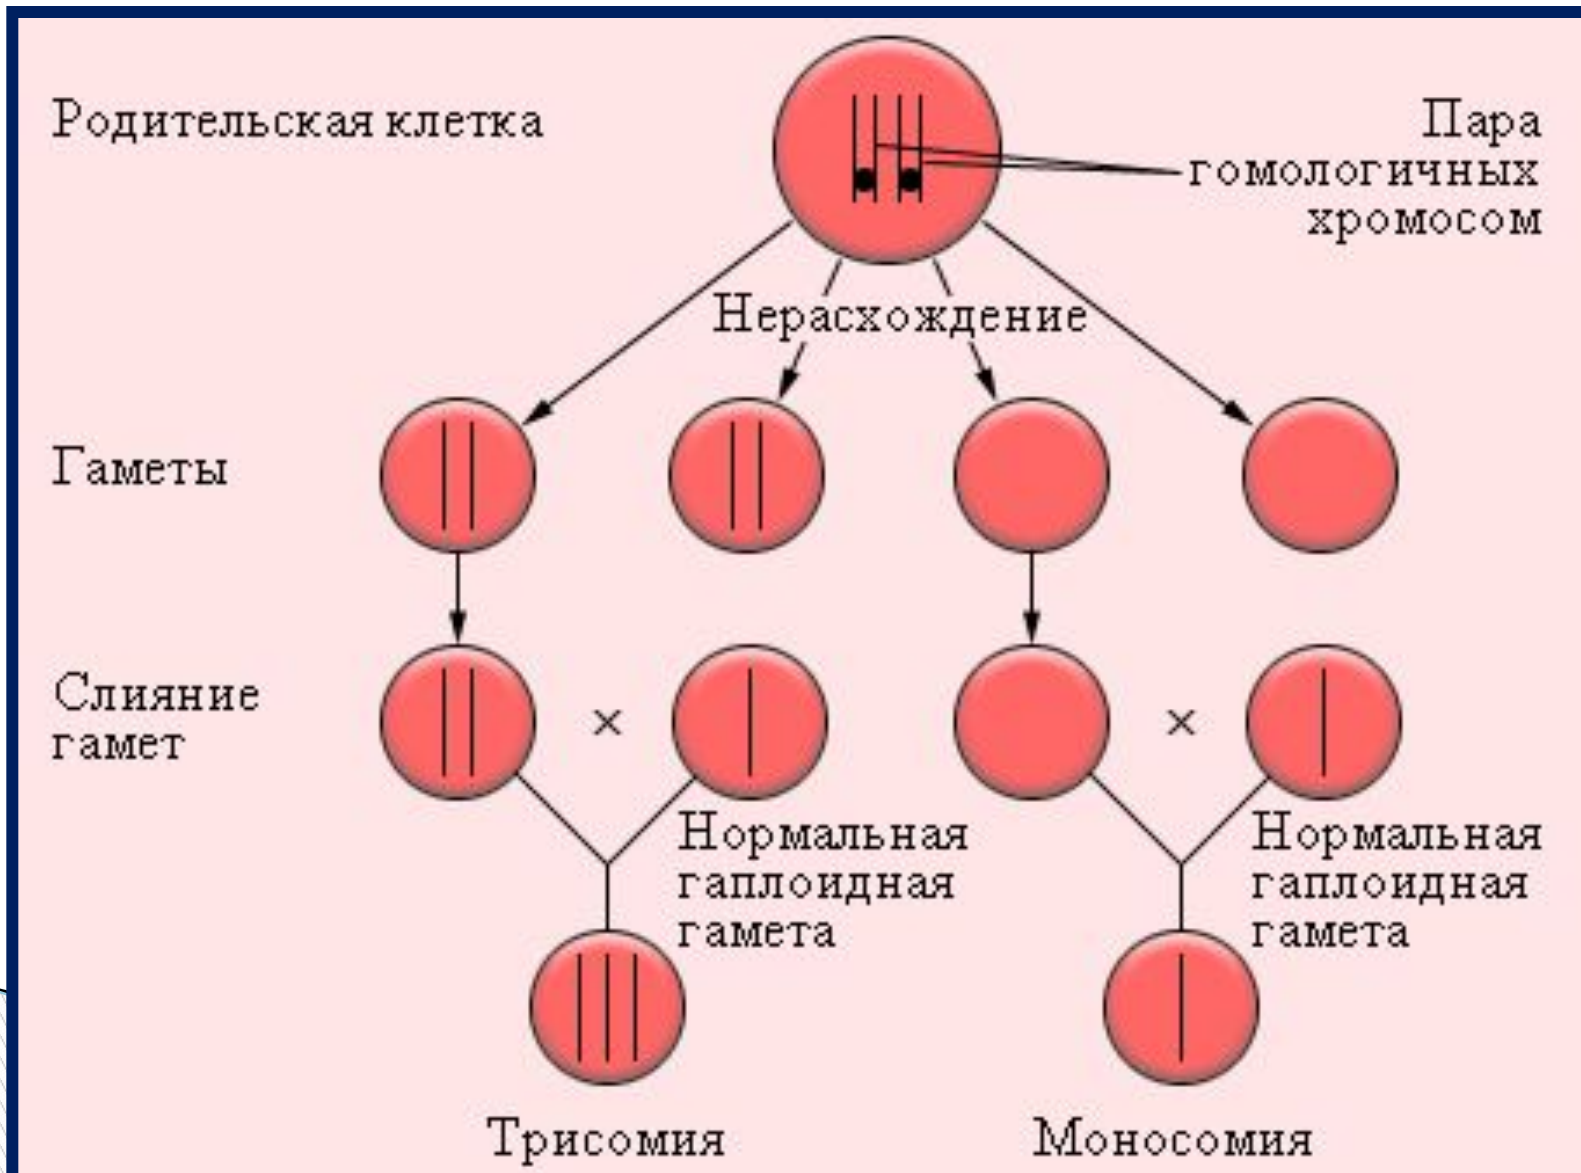 Родительская клетка
Пара
гомологичных
хромосом
Нерасхождение
Гаметы
Слияние
гамет
×
×
Нормальная
гаплоидная
гамета
Нормальная
гаплоидная
гамета
Трисомия
Моносомия